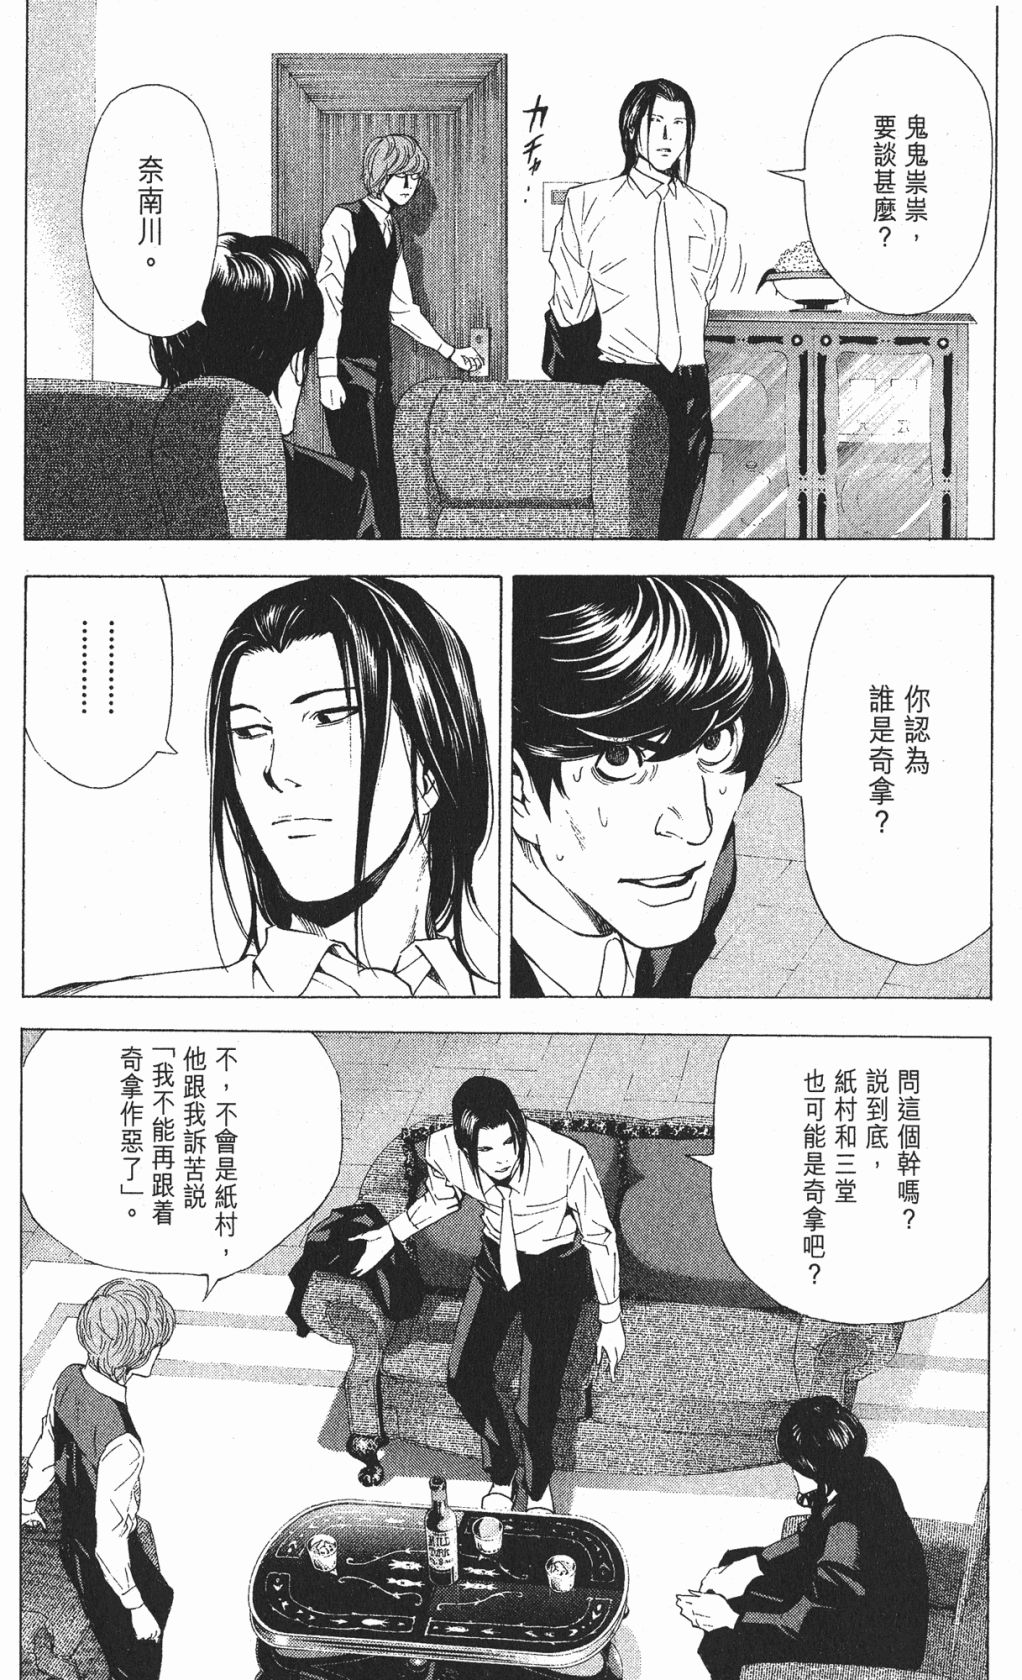 鬼鬼祟祟，
要談甚麼？
カチャ…
奈南川。
你認為
誰是奇拿？
…………
…………
問這個幹嗎？
説到底，
紙村和三堂
也可能是奇拿吧？
不，不會是紙村，
他跟我訴苦説
「我不能再跟着
奇拿作惡了」。